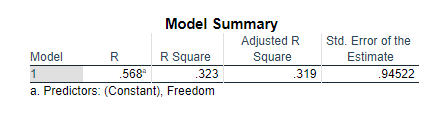 Model Summary
Adjusted R Std. Error of the
Model R R Square Square Estimate
1 .568a .323 .319 .94522
a. Predictors: (Constant), Freedom